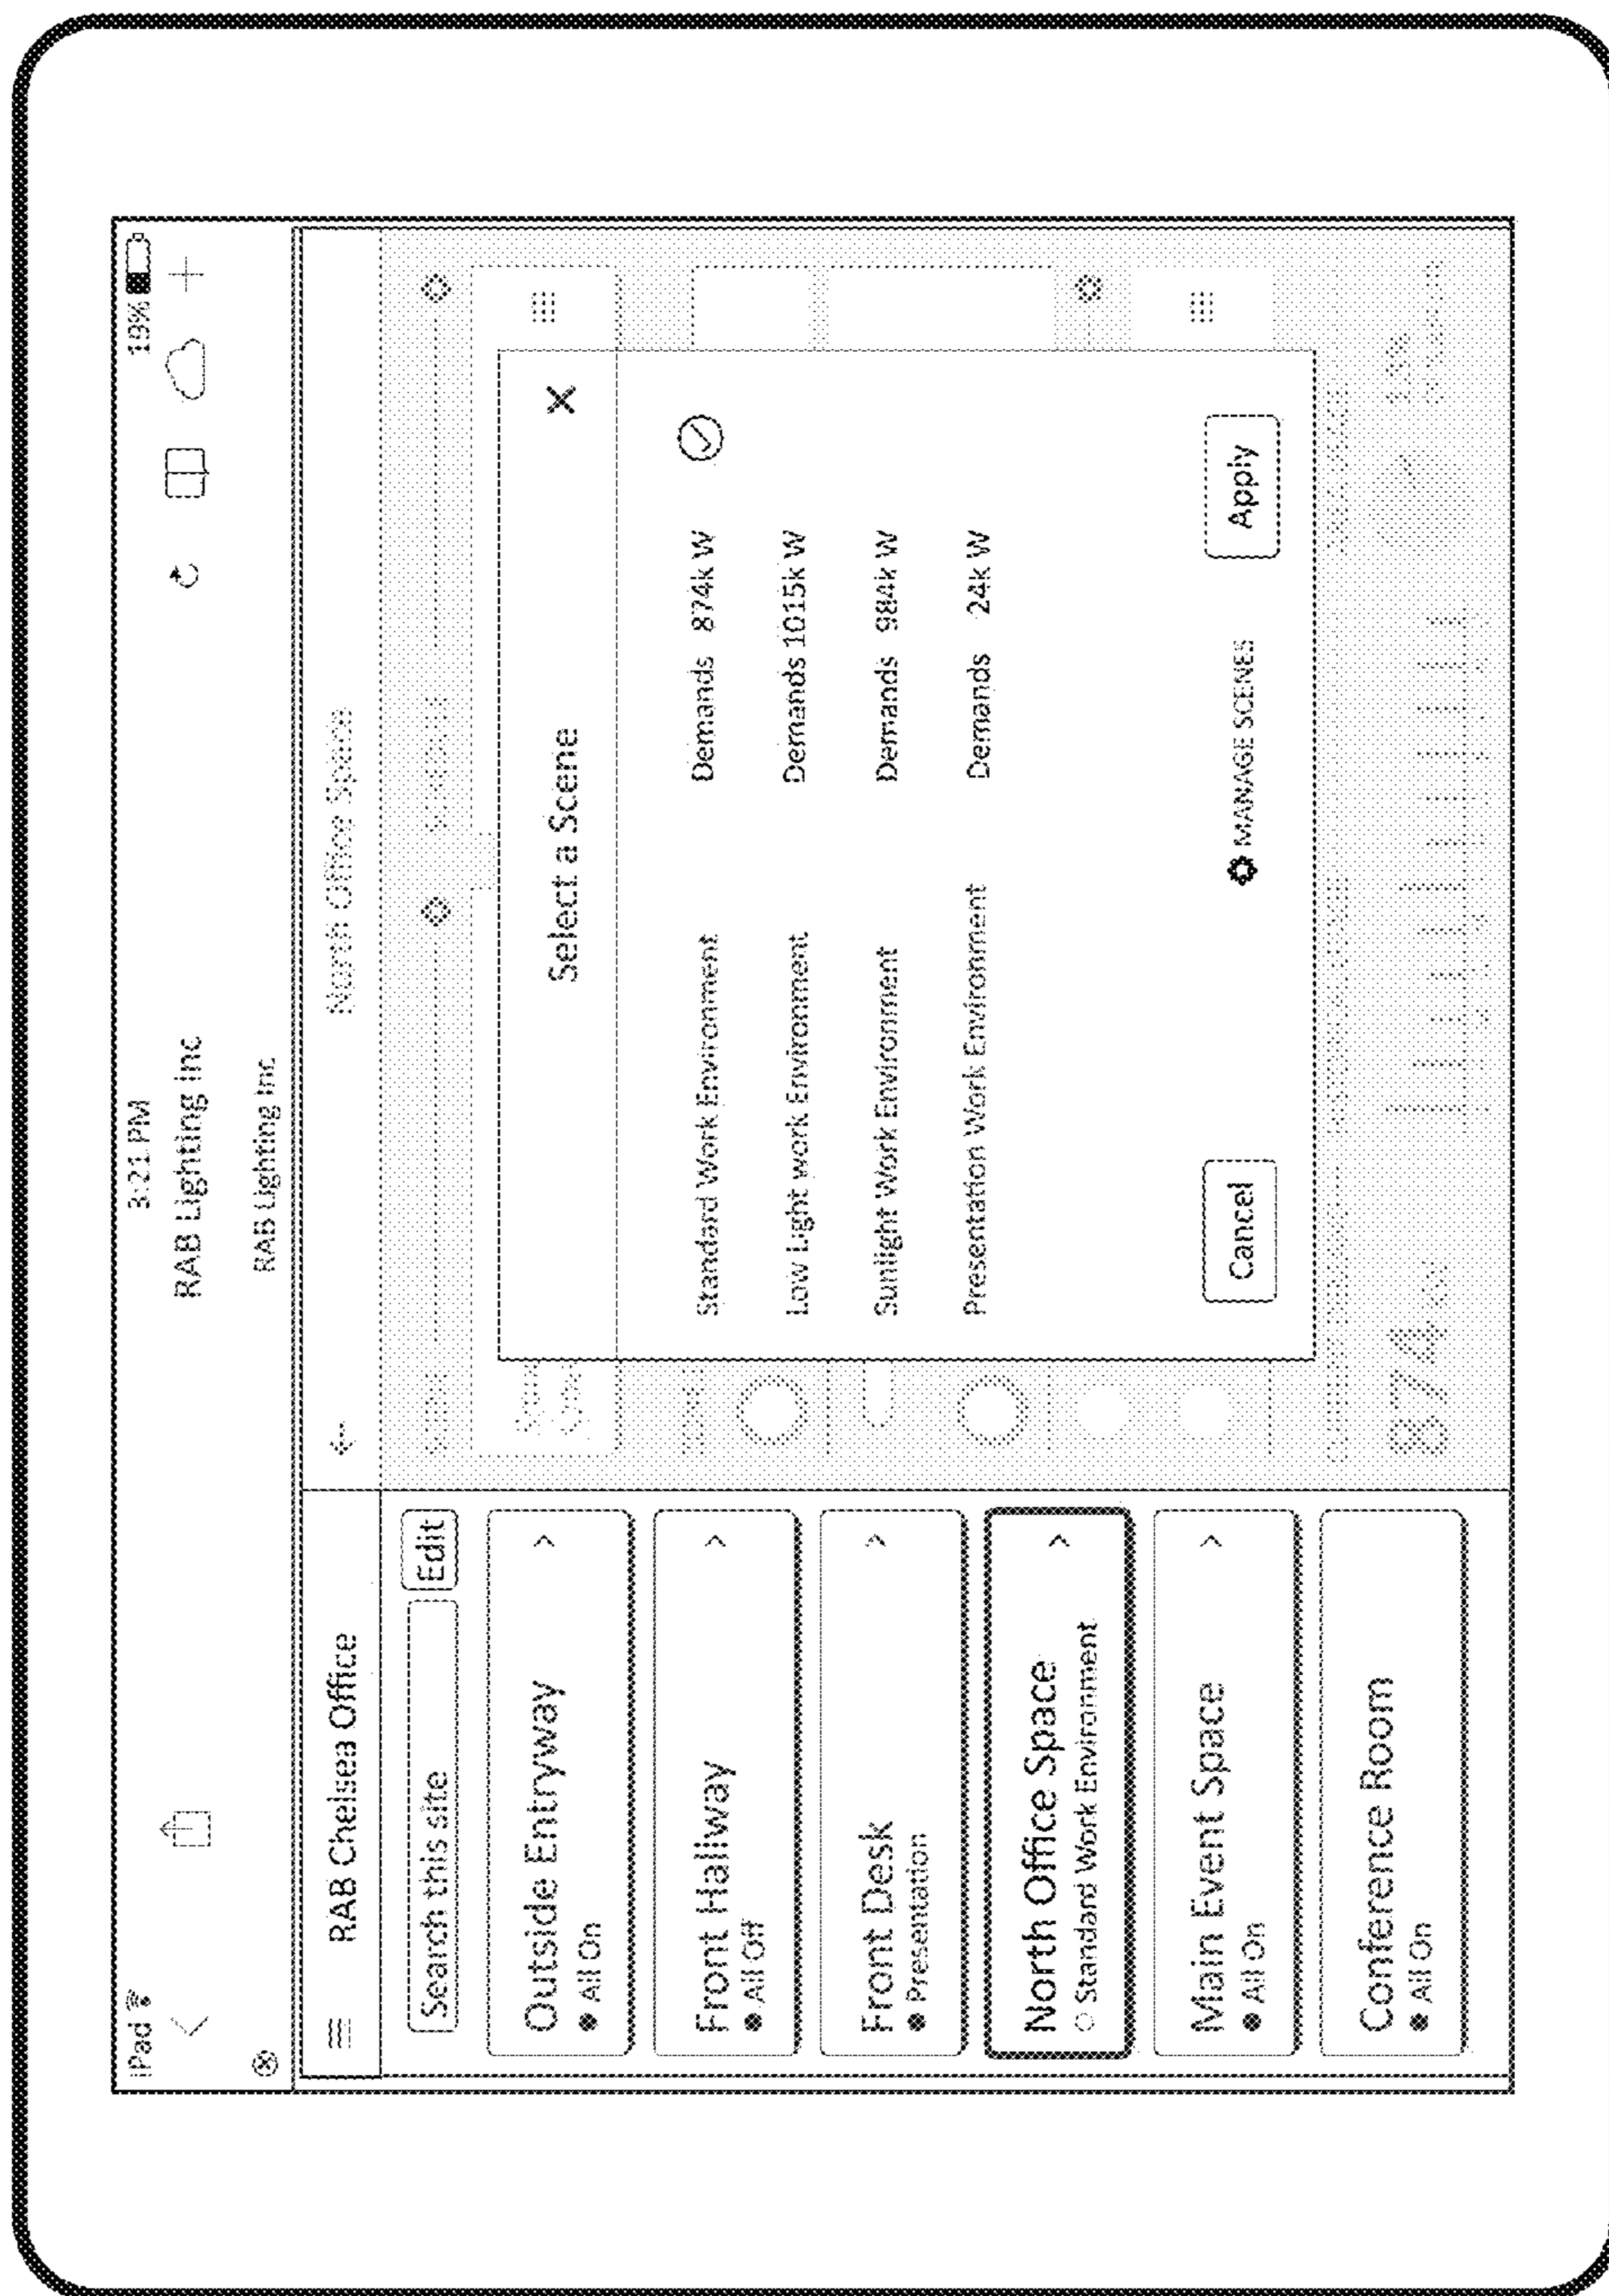 iPad 3:21 PM 19%
RAB Lighting Inc
RAB Lighting Inc
RAB Chelsea Office
North Office Space
Search this site
Edit
Outside Entryway
All On
Front Hallway
All Off
Front Desk
Presentation
North Office Space
Standard Work Environment
Main Event Space
All On
Conference Room
All On
Select a Scene
Standard Work Environment Demands 874k W
Low Light work Environment Demands 1015k W
Sunlight Work Environment Demands 984k W
Presentation Work Environment Demands 24k W
Cancel
MANAGE SCENES
Apply
874